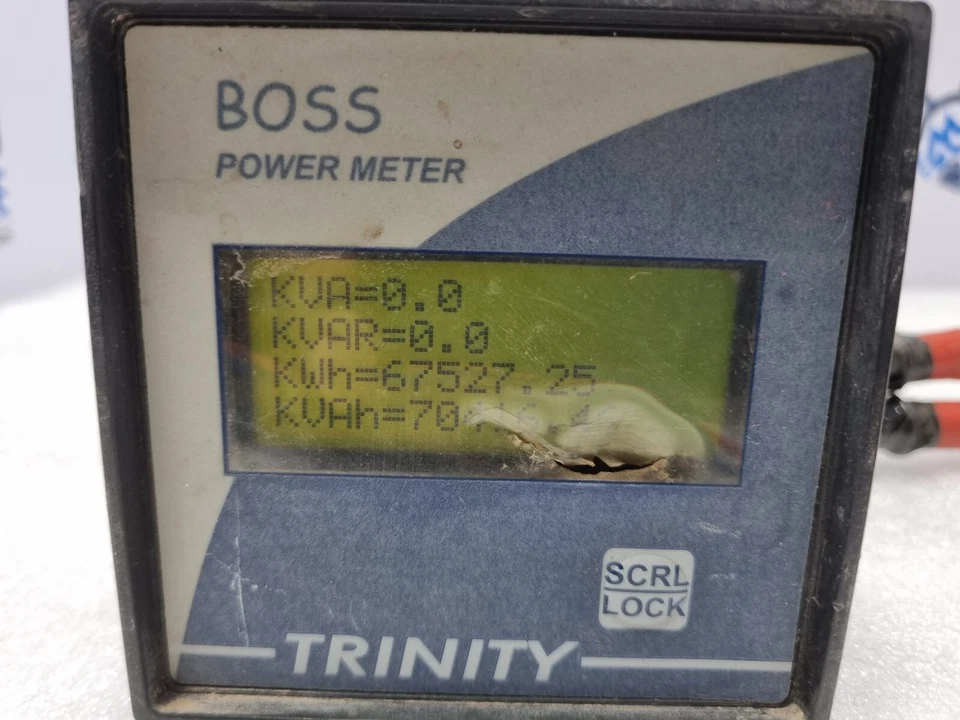 BOSS
POWER METER
KVA=0.0
KVAR=0.0
KWh=67527.25
SCRL
LOCK
TRINITY